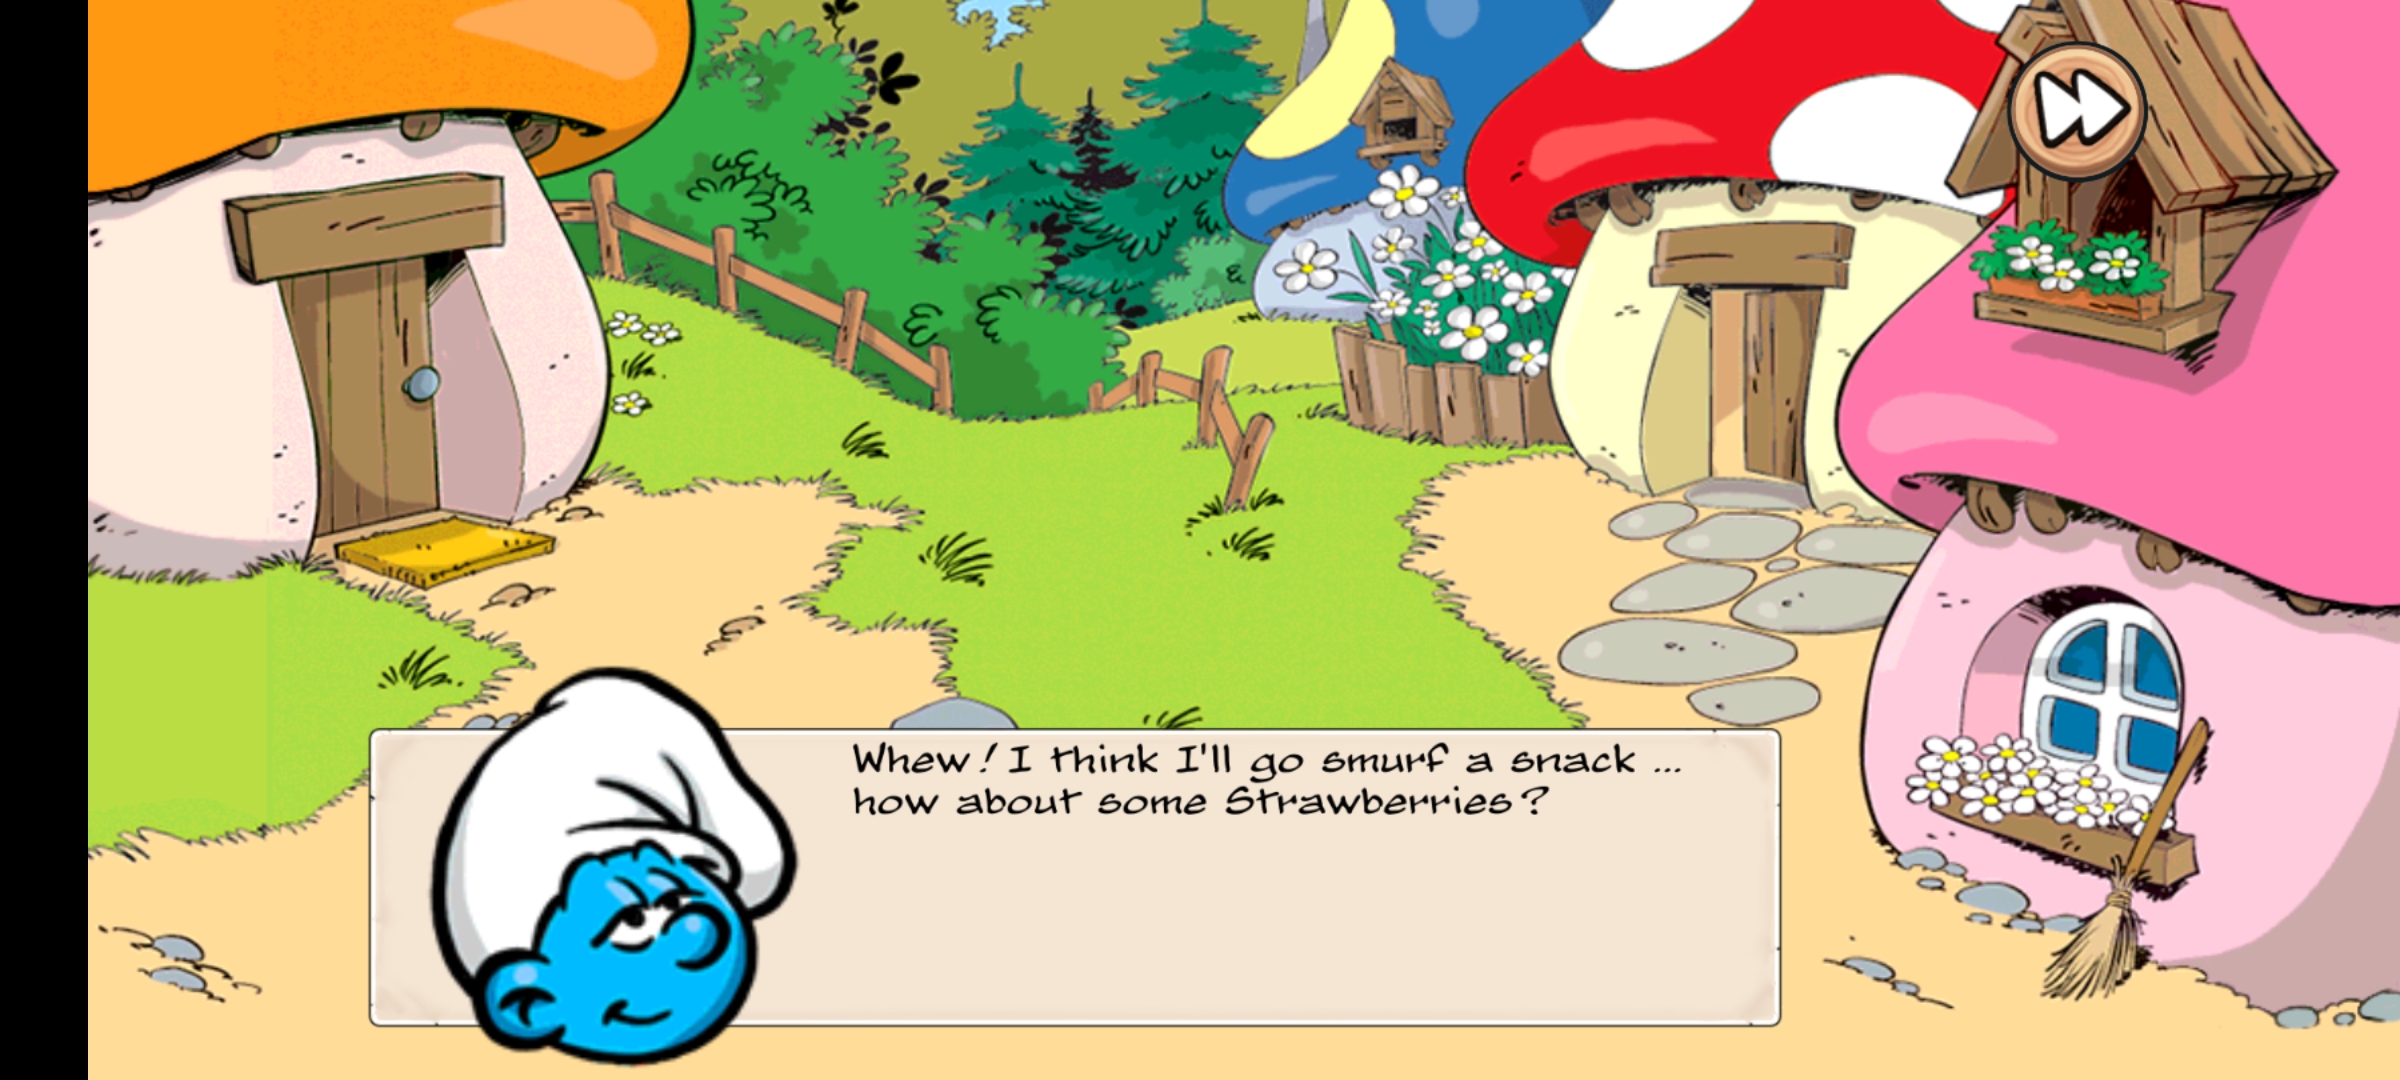 Whew! I think I'll go smurf a snack ...
how about some Strawberries?